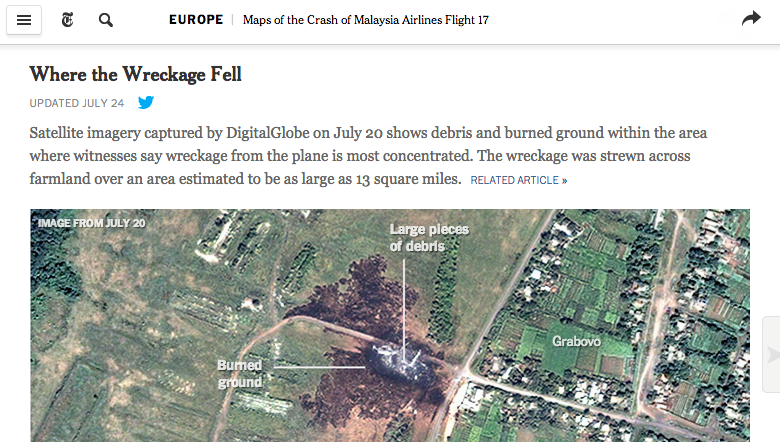 EUROPE | Maps of the Crash of Malaysia Airlines Flight 17
Where the Wreckage Fell
UPDATED JULY 24
Satellite imagery captured by DigitalGlobe on July 20 shows debris and burned ground within the area
where witnesses say wreckage from the plane is most concentrated. The wreckage was strewn across
farmland over an area estimated to be as large as 13 square miles. RELATED ARTICLE »
IMAGE FROM JULY 20
Large pieces
of debris
Grabovo
Burned
ground